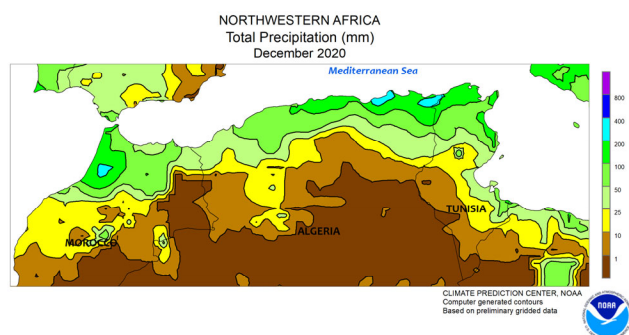 NORTHWESTERN AFRICA
Total Precipitation (mm)
December 2020
Mediterranean Sea
800
400
200
100
50
25
10
1
TUNISIA
ALGERIA
MOROCCO
CLIMATE PREDICTION CENTER, NOAA
Computer generated contours
Based on preliminary gridded data
NOAA